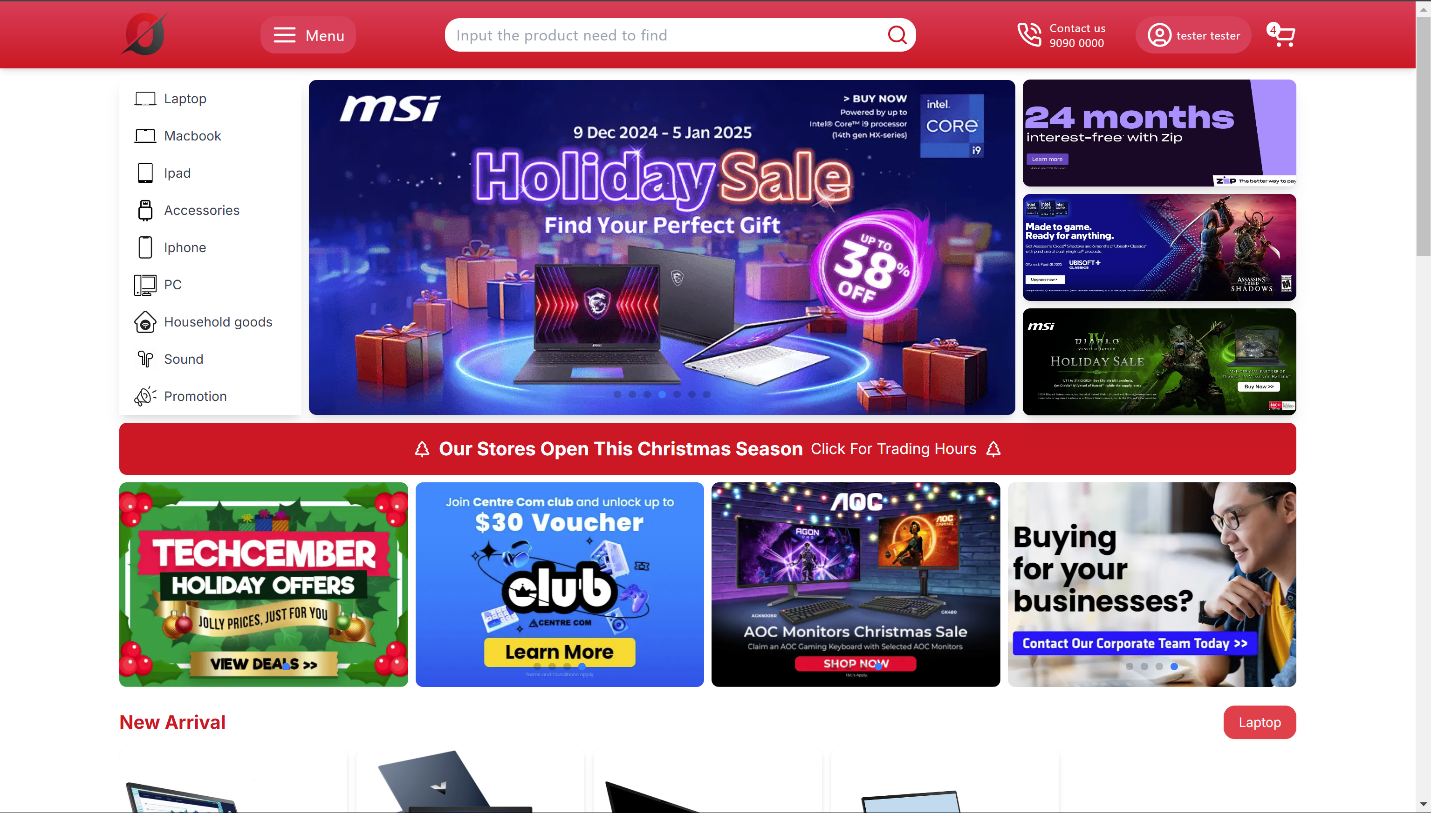 Menu
Input the product need to find
Contact us
9090 0000
tester tester
4
Laptop
Macbook
Ipad
Accessories
Iphone
PC
Household goods
Sound
Promotion
msi
> BUY NOW
Powered by up to
Intel® Core™ i9 processor
(14th gen HX-series)
intel.
CORE
i9
9 Dec 2024 - 5 Jan 2025
Holiday Sale
Find Your Perfect Gift
UP TO
38%
OFF
24 months
interest-free with Zip
Learn more
ZIP The better way to pay
Made to game.
Ready for anything.
UBISOFT+
CLASSICS
ASSASSIN'S
CREED
SHADOWS
msi
DIABLO
IV
HOLIDAY SALE
Buy Now >>
Our Stores Open This Christmas Season Click For Trading Hours
TECHCEMBER
HOLIDAY OFFERS
JOLLY PRICES, JUST FOR YOU
VIEW DEALS >>
Join Centre Com club and unlock up to
$30 Voucher
club
CENTRE COM
Learn More
Terms and Conditions Apply
AOC
AGON
AOC
GK450
AOC Monitors Christmas Sale
Claim an AOC Gaming Keyboard with Selected AOC Monitors
SHOP NOW
T&C's Apply
Buying
for your
businesses?
Contact Our Corporate Team Today >>
New Arrival
Laptop